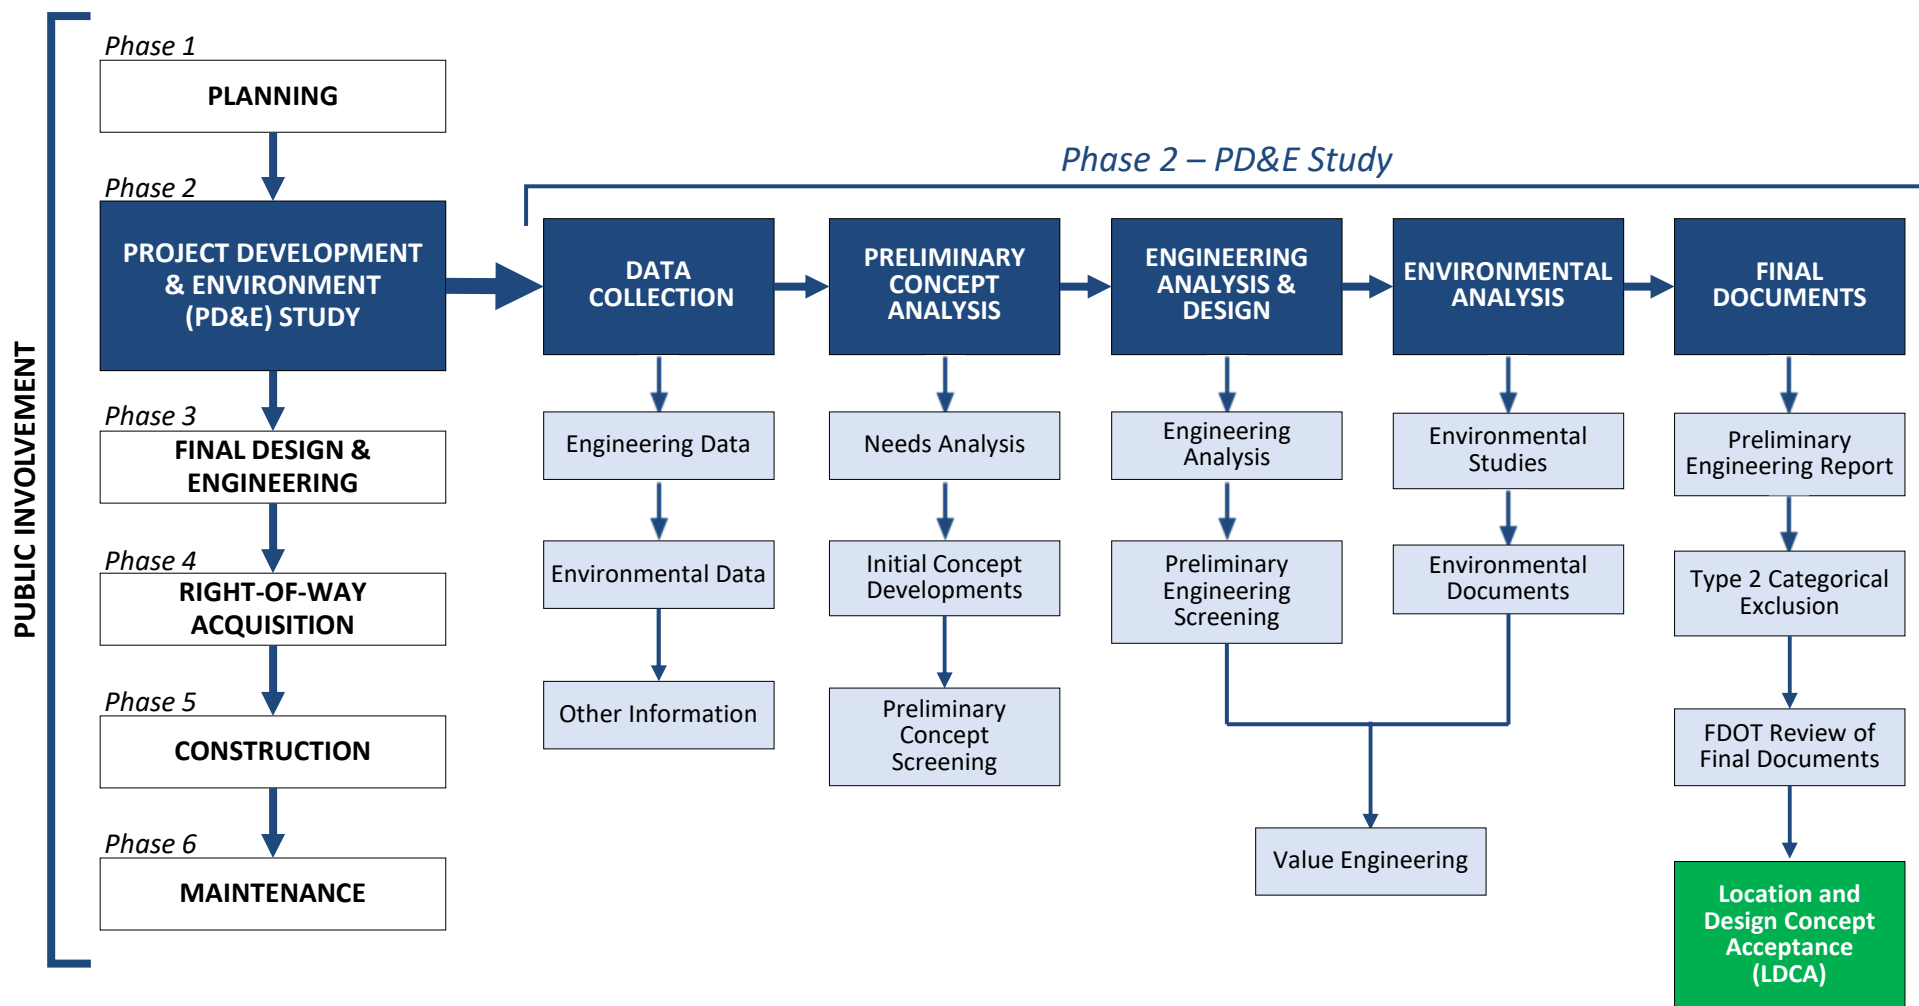 PUBLIC INVOLVEMENT
Phase 1
PLANNING
Phase 2
PROJECT DEVELOPMENT
& ENVIRONMENT
(PD&E) STUDY
Phase 3
FINAL DESIGN &
ENGINEERING
Phase 4
RIGHT-OF-WAY
ACQUISITION
Phase 5
CONSTRUCTION
Phase 6
MAINTENANCE
Phase 2 – PD&E Study
DATA
COLLECTION
Engineering Data
Environmental Data
Other Information
PRELIMINARY
CONCEPT
ANALYSIS
Needs Analysis
Initial Concept
Developments
Preliminary
Concept
Screening
ENGINEERING
ANALYSIS &
DESIGN
Engineering
Analysis
Preliminary
Engineering
Screening
ENVIRONMENTAL
ANALYSIS
Environmental
Studies
Environmental
Documents
Value Engineering
FINAL
DOCUMENTS
Preliminary
Engineering Report
Type 2 Categorical
Exclusion
FDOT Review of
Final Documents
Location and
Design Concept
Acceptance
(LDCA)